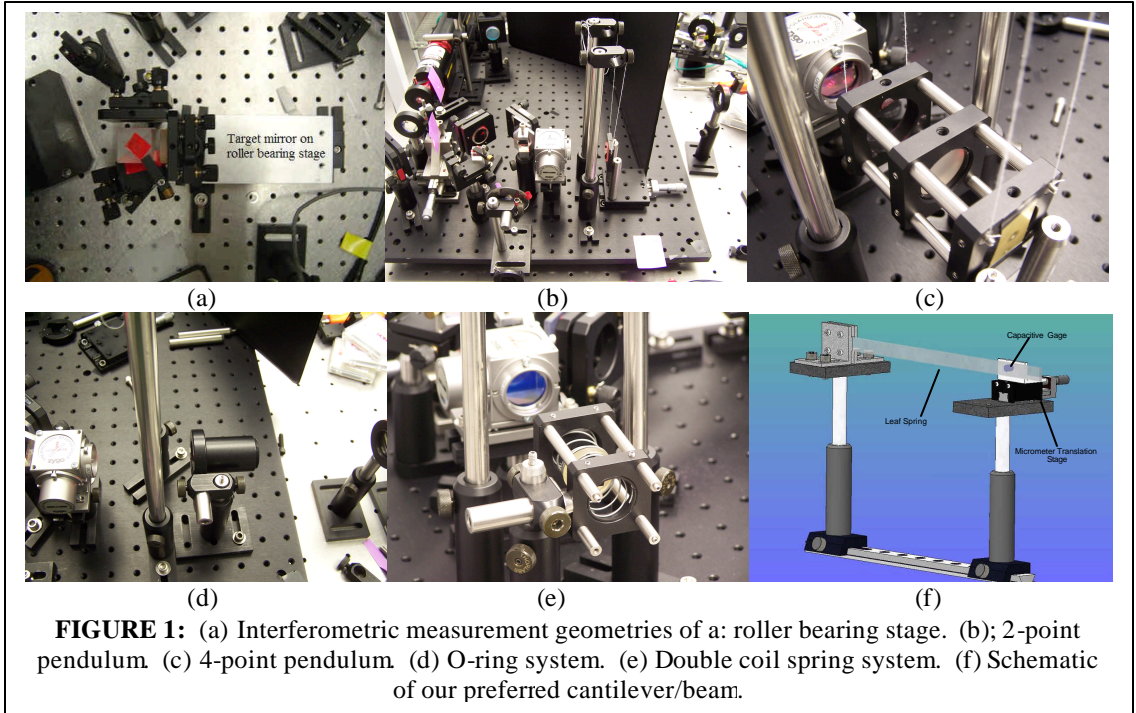 Target mirror on
roller bearing stage
(a)
(b)
(c)
Capacitive Gage
Leaf Spring
Micrometer Translation
Stage
(d)
(e)
(f)
FIGURE 1: (a) Interferometric measurement geometries of a: roller bearing stage. (b); 2-point
pendulum. (c) 4-point pendulum. (d) O-ring system. (e) Double coil spring system. (f) Schematic
of our preferred cantilever/beam.